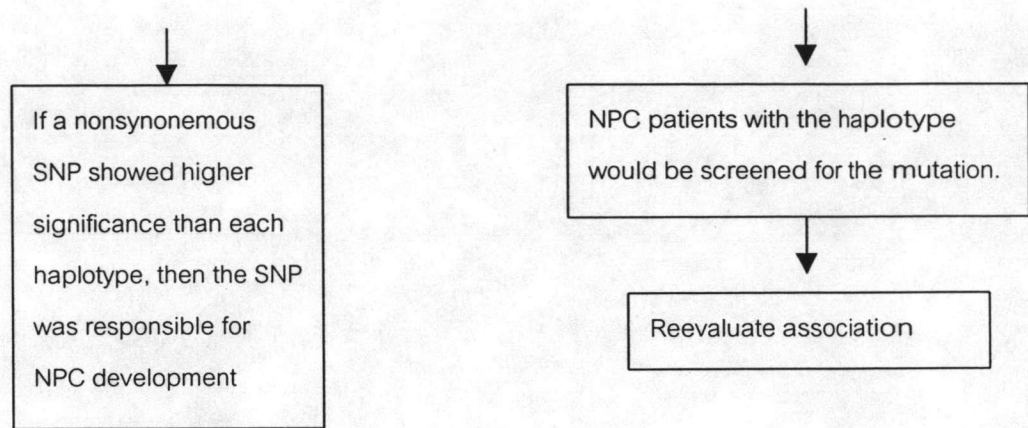 If a nonsynonemous
SNP showed higher
significance than each
haplotype, then the SNP
was responsible for
NPC development
NPC patients with the haplotype
would be screened for the mutation.
Reevaluate association